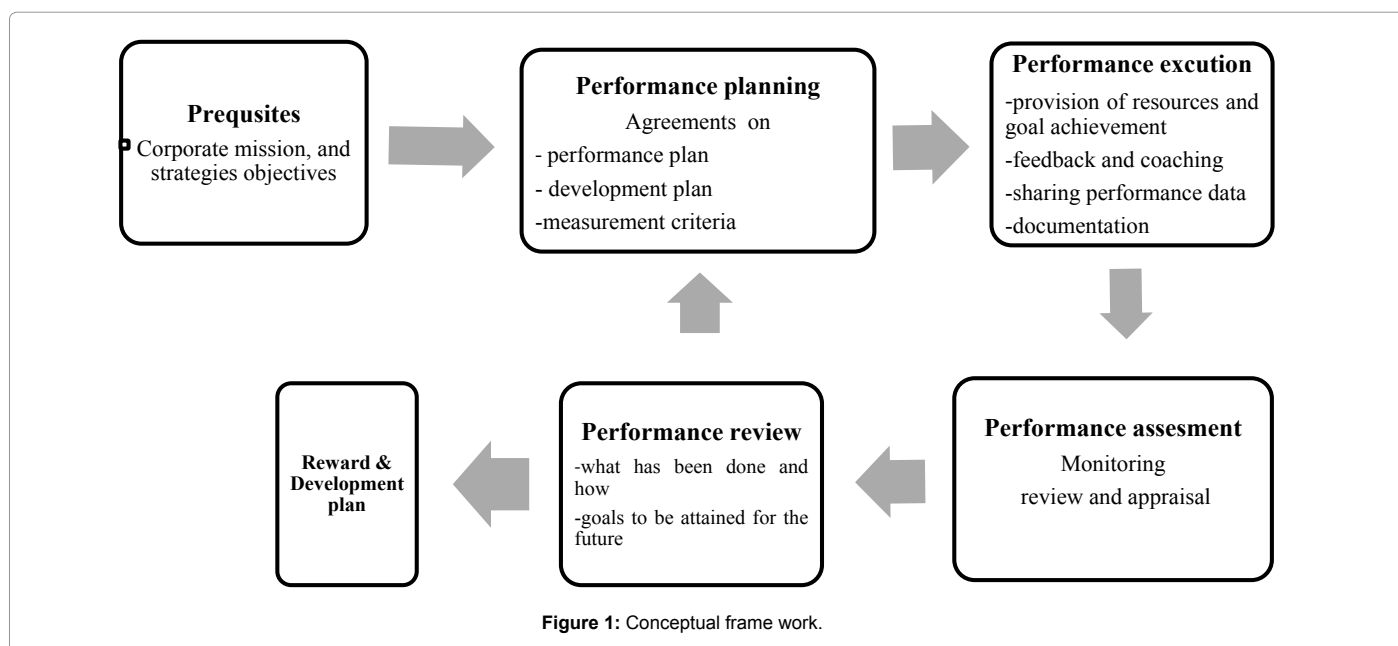 Prequsites
Corporate mission, and
strategies objectives
Performance planning
Agreements on
- performance plan
- development plan
-measurement criteria
Performance excution
-provision of resources and
goal achievement
-feedback and coaching
-sharing performance data
-documentation
Reward &
Development
plan
Performance review
-what has been done and
how
-goals to be attained for the
future
Performance assesment
Monitoring
review and appraisal
Figure 1: Conceptual frame work.